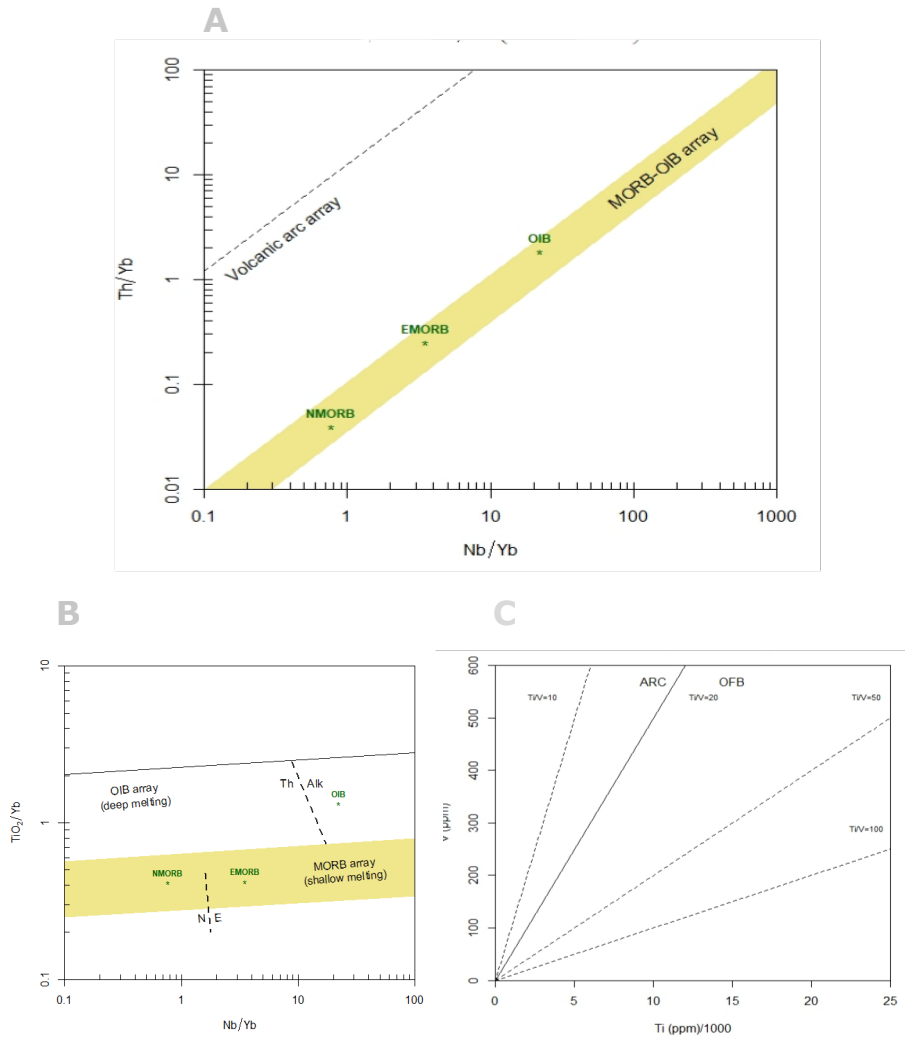 A
100
10
1
0.1
0.01
Th/Yb
Volcanic arc array
MORB-OIB array
OIB
*
EMORB
*
NMORB
*
0.1 1 10 100 1000
Nb/Yb
B
10
1
0.1
TiO2/Yb
OIB array
(deep melting)
Th Alk
OIB
*
NMORB
*
EMORB
*
MORB array
(shallow melting)
N E
0.1 1 10 100
Nb/Yb
C
600
500
400
300
200
100
0
V (ppm)
ARC OFB
Ti/V=10
Ti/V=20
Ti/V=50
Ti/V=100
0 5 10 15 20 25
Ti (ppm)/1000